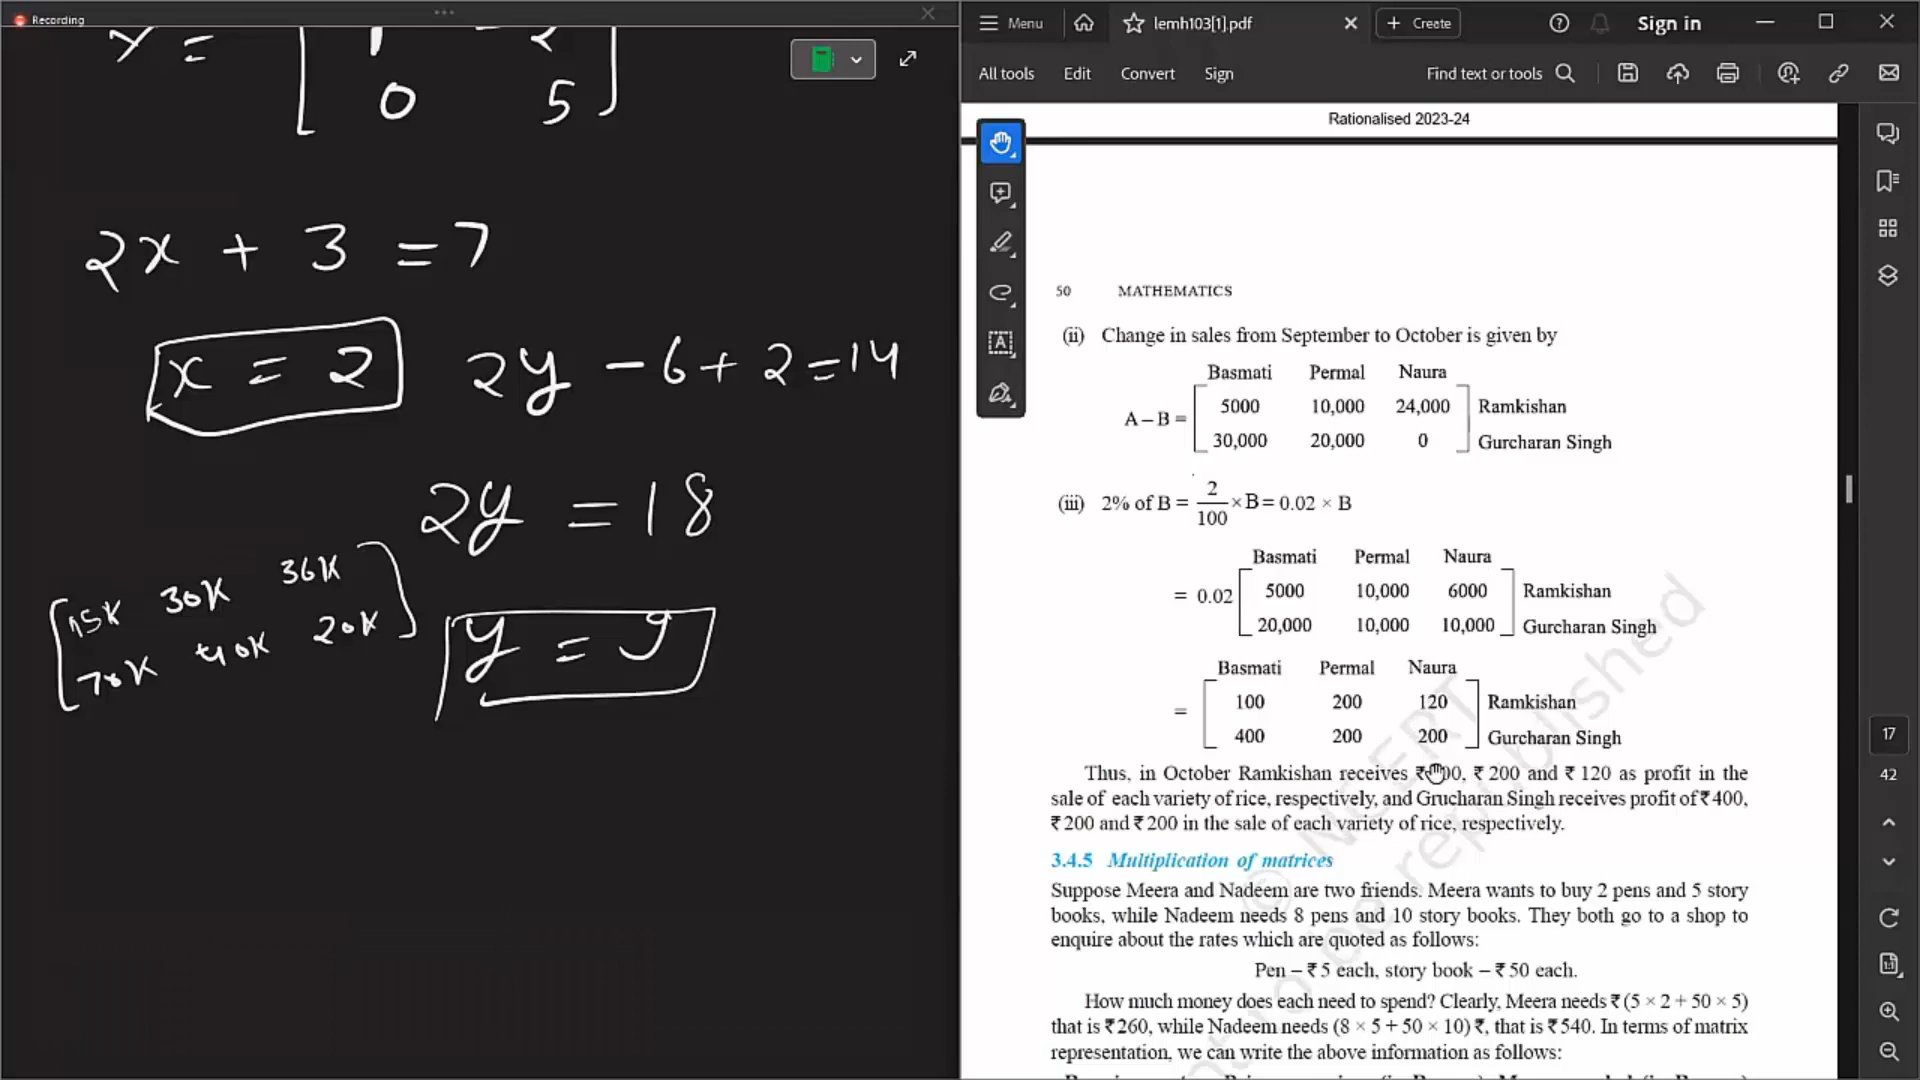 Recording
Y = [ 1 -2
0 5 ]
2x + 3 = 7
x = 2 2y - 6 + 2 = 14
2y = 18
15K 30K 36K
70K 40K 20K
y = 9
Menu lemh103[1].pdf + Create Sign in
All tools Edit Convert Sign Find text or tools
Rationalised 2023-24
50 MATHEMATICS
(ii) Change in sales from September to October is given by
Basmati Permal Naura
A – B = [ 5000 10,000 24,000 ] Ramkishan
30,000 20,000 0 Gurcharan Singh
(iii) 2% of B = 2/100 × B = 0.02 × B
Basmati Permal Naura
= 0.02 [ 5000 10,000 6000 ] Ramkishan
20,000 10,000 10,000 Gurcharan Singh
Basmati Permal Naura
= [ 100 200 120 ] Ramkishan
400 200 200 Gurcharan Singh
Thus, in October Ramkishan receives ₹ 00, ₹ 200 and ₹ 120 as profit in the
sale of each variety of rice, respectively, and Grucharan Singh receives profit of ₹ 400,
₹ 200 and ₹ 200 in the sale of each variety of rice, respectively.
3.4.5 Multiplication of matrices
Suppose Meera and Nadeem are two friends. Meera wants to buy 2 pens and 5 story
books, while Nadeem needs 8 pens and 10 story books. They both go to a shop to
enquire about the rates which are quoted as follows:
Pen – ₹ 5 each, story book – ₹ 50 each.
How much money does each need to spend? Clearly, Meera needs ₹ (5 × 2 + 50 × 5)
that is ₹ 260, while Nadeem needs (8 × 5 + 50 × 10) ₹, that is ₹ 540. In terms of matrix
representation, we can write the above information as follows:
© NCERT
not to be republished
17
42